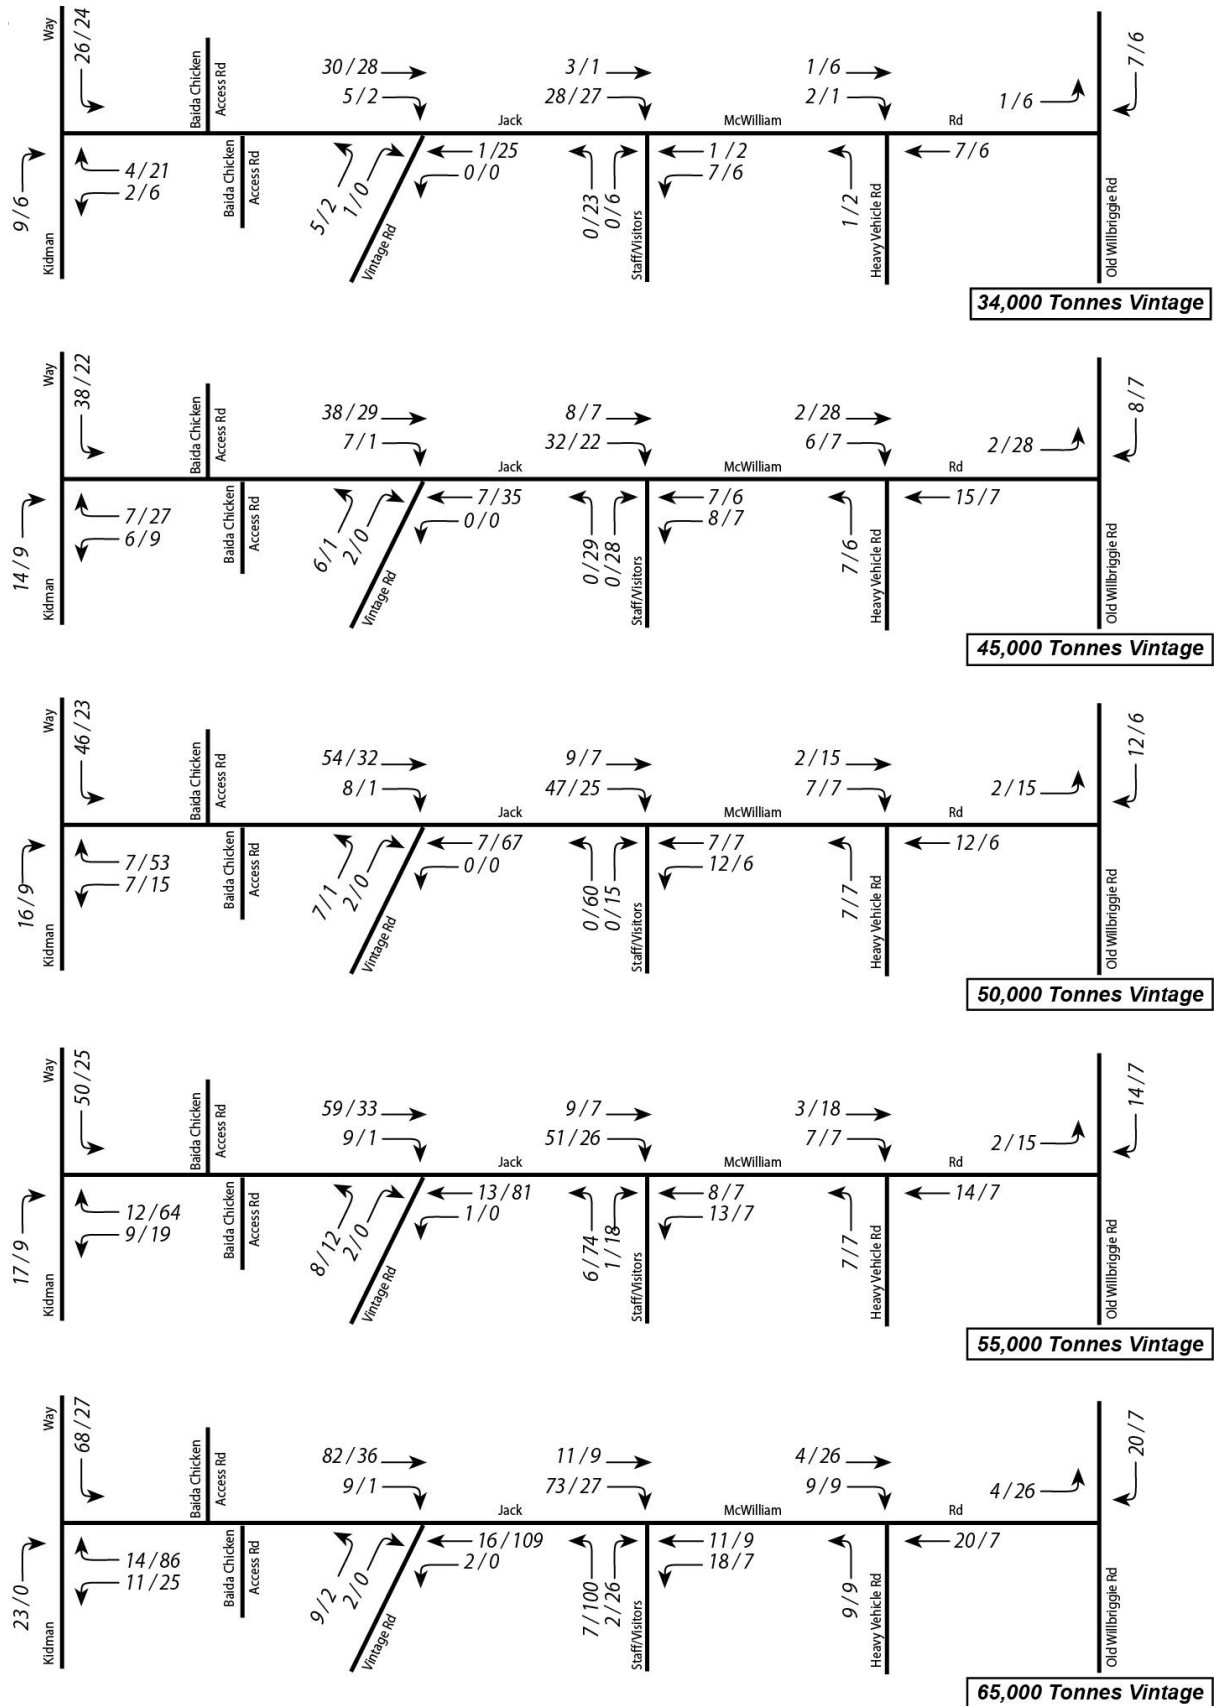 Way
26 / 24
Baida Chicken
Access Rd
30 / 28
5 / 2
3 / 1
28 / 27
1 / 6
2 / 1
1 / 6
7 / 6
Jack
McWilliam
Rd
9 / 6
4 / 21
2 / 6
Kidman
Baida Chicken
Access Rd
5 / 2
1 / 0
Vintage Rd
1 / 25
0 / 0
0 / 23
0 / 6
Staff/Visitors
1 / 2
7 / 6
1 / 2
Heavy Vehicle Rd
7 / 6
Old Willbriggie Rd
34,000 Tonnes Vintage
Way
38 / 22
Baida Chicken
Access Rd
38 / 29
7 / 1
8 / 7
32 / 22
2 / 28
6 / 7
2 / 28
8 / 7
Jack
McWilliam
Rd
14 / 9
7 / 27
6 / 9
Kidman
Baida Chicken
Access Rd
6 / 1
2 / 0
Vintage Rd
7 / 35
0 / 0
0 / 29
0 / 28
Staff/Visitors
7 / 6
8 / 7
7 / 6
Heavy Vehicle Rd
15 / 7
Old Willbriggie Rd
45,000 Tonnes Vintage
Way
46 / 23
Baida Chicken
Access Rd
54 / 32
8 / 1
9 / 7
47 / 25
2 / 15
7 / 7
2 / 15
12 / 6
Jack
McWilliam
Rd
16 / 9
7 / 53
7 / 15
Kidman
Baida Chicken
Access Rd
7 / 1
2 / 0
Vintage Rd
7 / 67
0 / 0
0 / 60
0 / 15
Staff/Visitors
7 / 7
12 / 6
7 / 7
Heavy Vehicle Rd
12 / 6
Old Willbriggie Rd
50,000 Tonnes Vintage
Way
50 / 25
Baida Chicken
Access Rd
59 / 33
9 / 1
9 / 7
51 / 26
3 / 18
7 / 7
2 / 15
14 / 7
Jack
McWilliam
Rd
17 / 9
12 / 64
9 / 19
Kidman
Baida Chicken
Access Rd
8 / 12
2 / 0
Vintage Rd
13 / 81
1 / 0
6 / 74
1 / 18
Staff/Visitors
8 / 7
13 / 7
7 / 7
Heavy Vehicle Rd
14 / 7
Old Willbriggie Rd
55,000 Tonnes Vintage
Way
68 / 27
Baida Chicken
Access Rd
82 / 36
9 / 1
11 / 9
73 / 27
4 / 26
9 / 9
4 / 26
20 / 7
Jack
McWilliam
Rd
23 / 0
14 / 86
11 / 25
Kidman
Baida Chicken
Access Rd
9 / 2
2 / 0
Vintage Rd
16 / 109
2 / 0
7 / 100
2 / 26
Staff/Visitors
11 / 9
18 / 7
9 / 9
Heavy Vehicle Rd
20 / 7
Old Willbriggie Rd
65,000 Tonnes Vintage